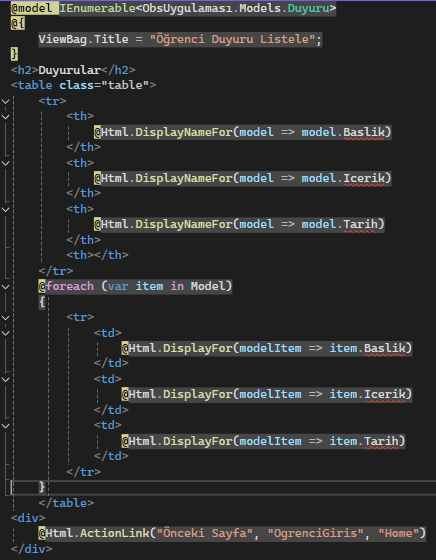 @model IEnumerable<ObsUygulaması.Models.Duyuru>
@{
ViewBag.Title = "Öğrenci Duyuru Listele";
}
<h2>Duyurular</h2>
<table class="table">
<tr>
<th>
@Html.DisplayNameFor(model => model.Baslik)
</th>
<th>
@Html.DisplayNameFor(model => model.Icerik)
</th>
<th>
@Html.DisplayNameFor(model => model.Tarih)
</th>
<th></th>
</tr>
@foreach (var item in Model)
{
<tr>
<td>
@Html.DisplayFor(modelItem => item.Baslik)
</td>
<td>
@Html.DisplayFor(modelItem => item.Icerik)
</td>
<td>
@Html.DisplayFor(modelItem => item.Tarih)
</td>
</tr>
}
</table>
<div>
@Html.ActionLink("Önceki Sayfa", "OgrenciGiris", "Home")
</div>